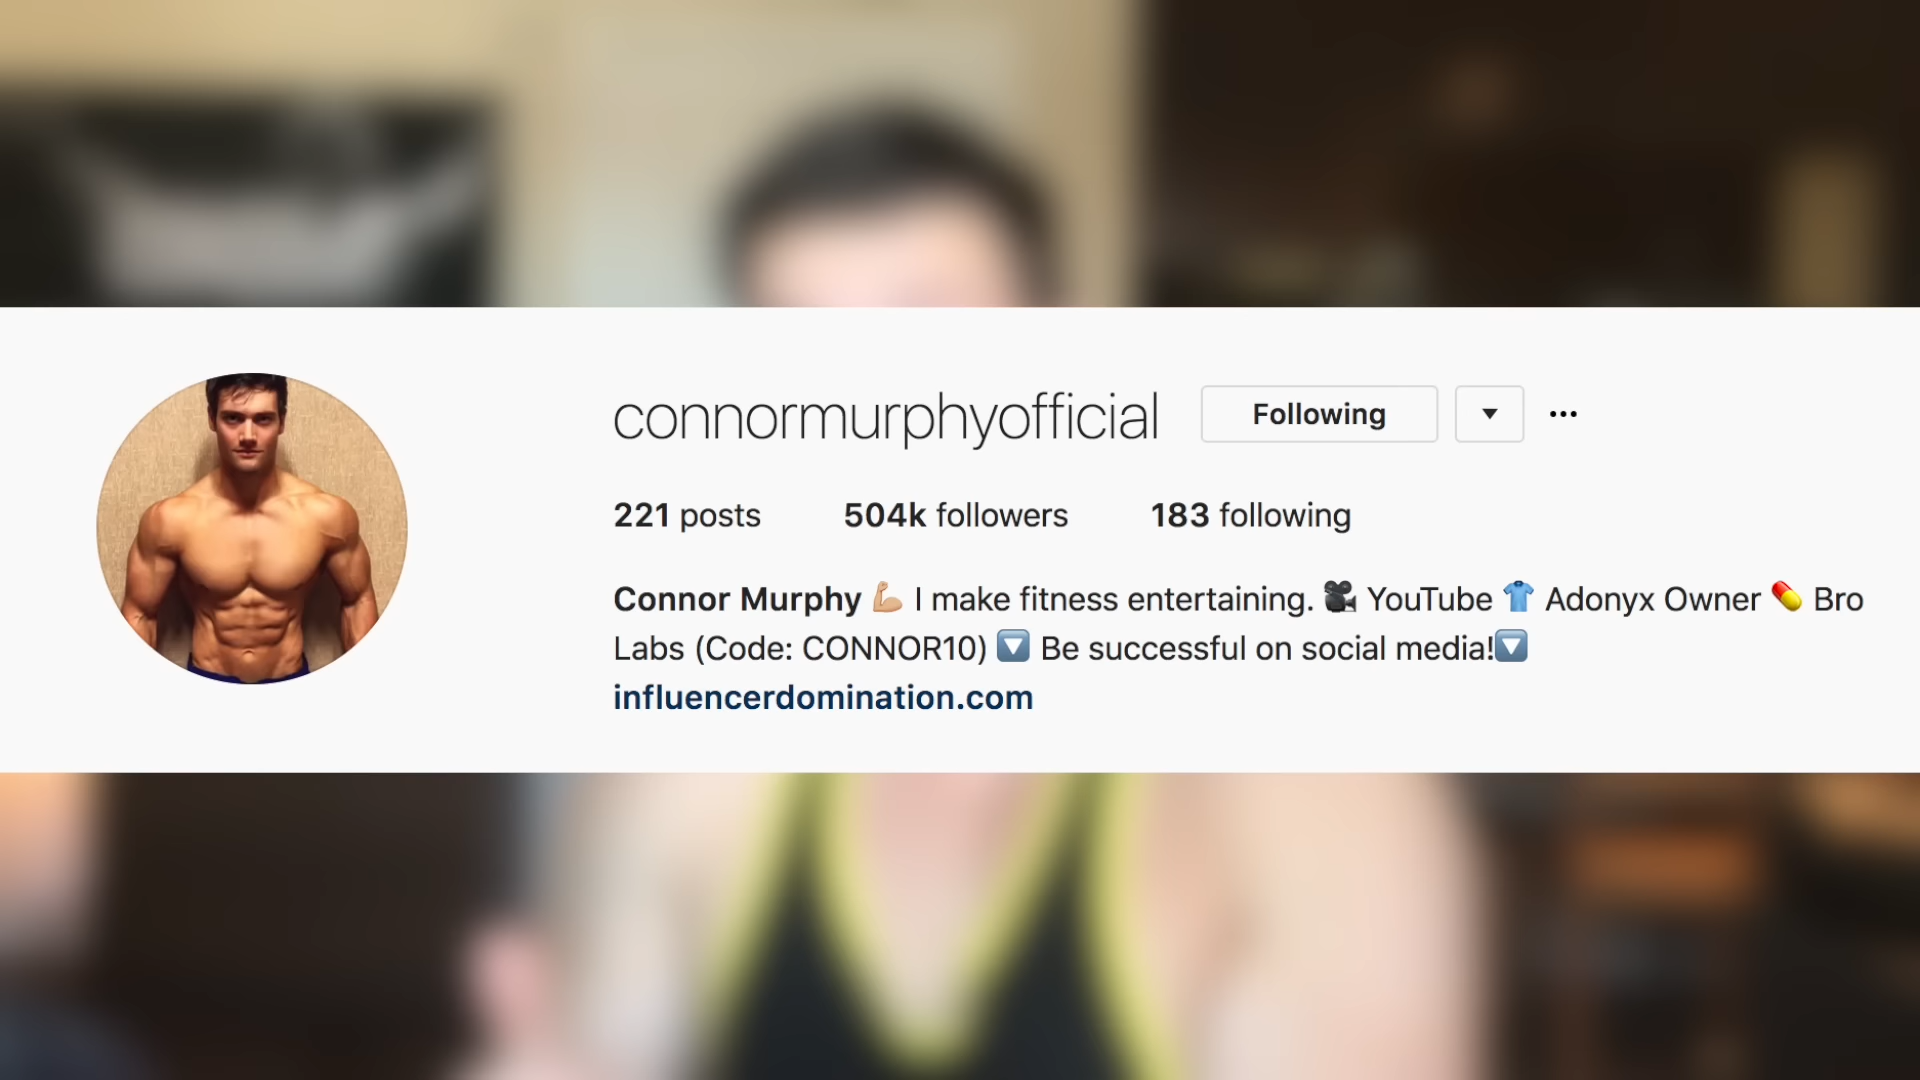 connormurphyofficial Following ▼ •••
221 posts 504k followers 183 following
Connor Murphy 💪🏼 I make fitness entertaining. 🎥 YouTube 👕 Adonyx Owner 💊 Bro
Labs (Code: CONNOR10) 🔽 Be successful on social media!🔽
influencerdomination.com